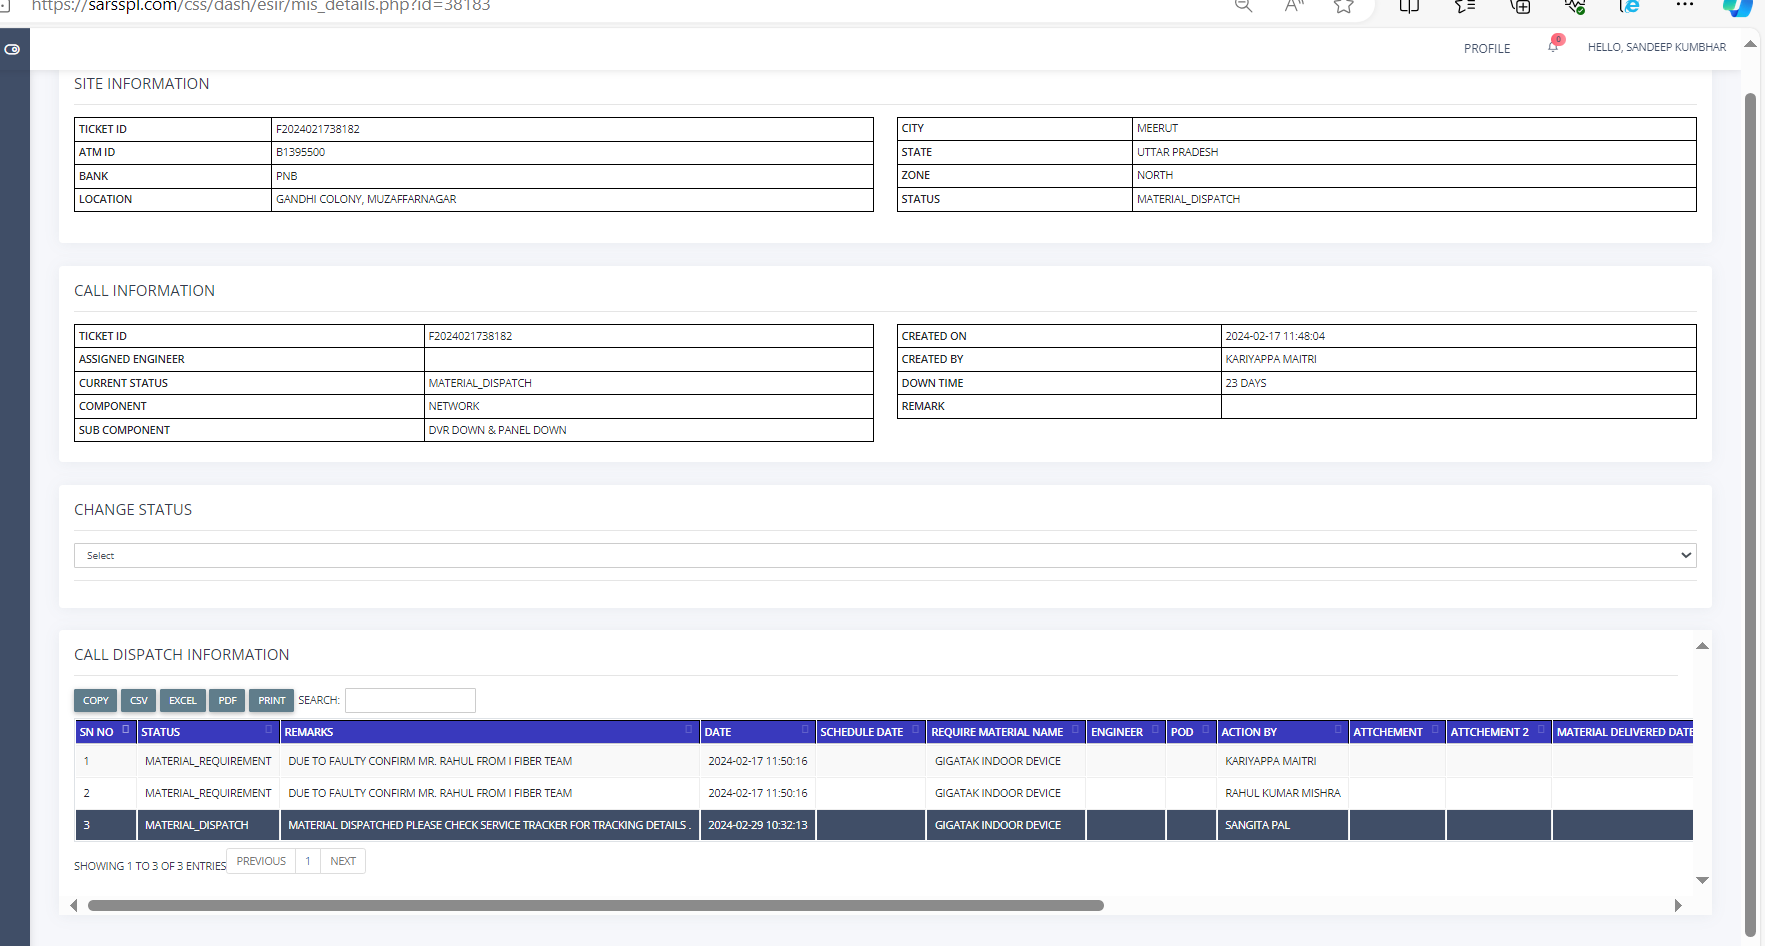 https://sarsspl.com/css/dash/esir/mis_details.php?id=38183
PROFILE 0 HELLO, SANDEEP KUMBHAR
SITE INFORMATION
TICKET ID F2024021738182
ATM ID B1395500
BANK PNB
LOCATION GANDHI COLONY, MUZAFFARNAGAR
CITY MEERUT
STATE UTTAR PRADESH
ZONE NORTH
STATUS MATERIAL_DISPATCH
CALL INFORMATION
TICKET ID F2024021738182
ASSIGNED ENGINEER
CURRENT STATUS MATERIAL_DISPATCH
COMPONENT NETWORK
SUB COMPONENT DVR DOWN & PANEL DOWN
CREATED ON 2024-02-17 11:48:04
CREATED BY KARIYAPPA MAITRI
DOWN TIME 23 DAYS
REMARK
CHANGE STATUS
Select
CALL DISPATCH INFORMATION
COPY CSV EXCEL PDF PRINT SEARCH:
SN NO STATUS REMARKS DATE SCHEDULE DATE REQUIRE MATERIAL NAME ENGINEER POD ACTION BY ATTCHEMENT ATTCHEMENT 2 MATERIAL DELIVERED DATE
1 MATERIAL_REQUIREMENT DUE TO FAULTY CONFIRM MR. RAHUL FROM I FIBER TEAM 2024-02-17 11:50:16 GIGATAK INDOOR DEVICE KARIYAPPA MAITRI
2 MATERIAL_REQUIREMENT DUE TO FAULTY CONFIRM MR. RAHUL FROM I FIBER TEAM 2024-02-17 11:50:16 GIGATAK INDOOR DEVICE RAHUL KUMAR MISHRA
3 MATERIAL_DISPATCH MATERIAL DISPATCHED PLEASE CHECK SERVICE TRACKER FOR TRACKING DETAILS . 2024-02-29 10:32:13 GIGATAK INDOOR DEVICE SANGITA PAL
SHOWING 1 TO 3 OF 3 ENTRIES PREVIOUS 1 NEXT